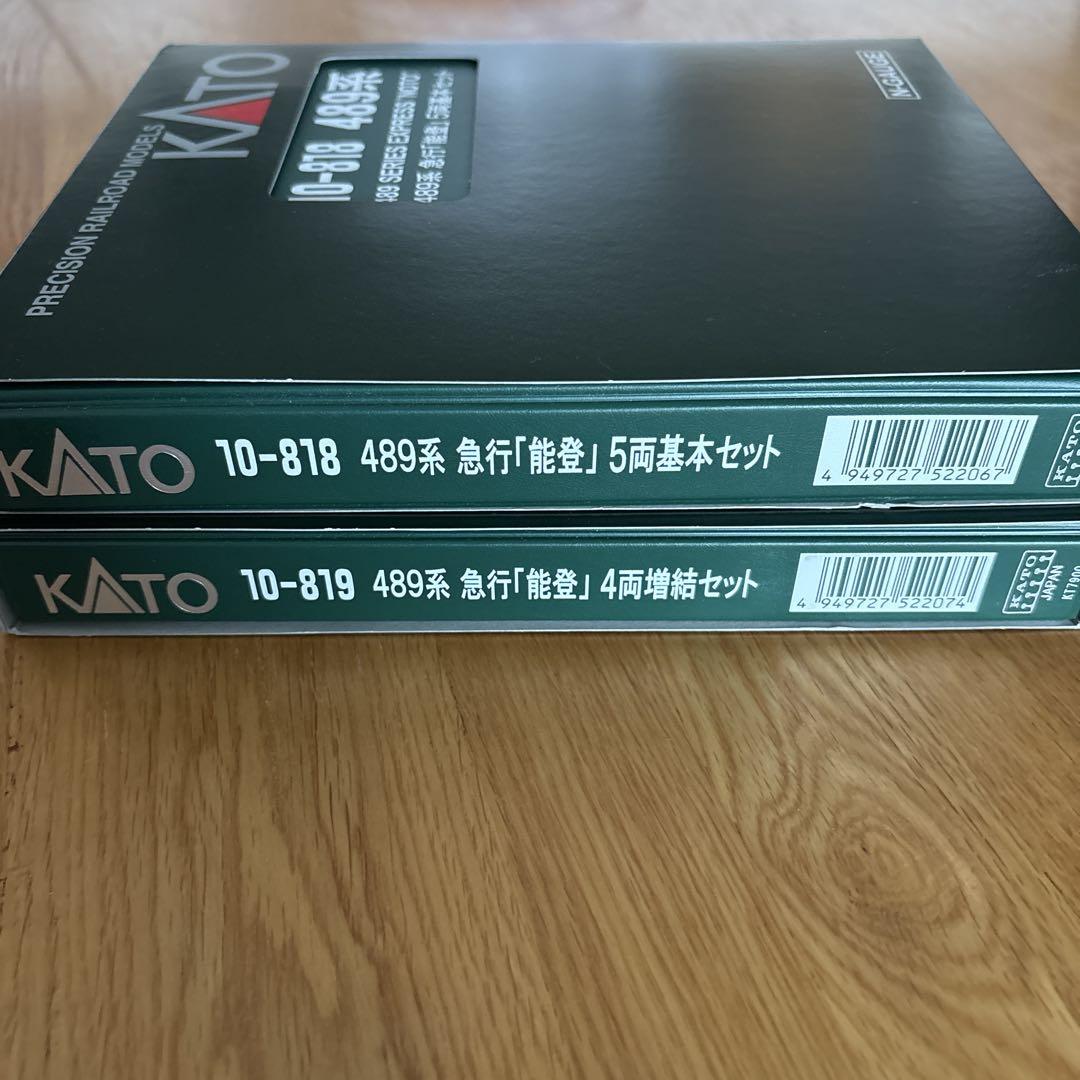 PRECISION RAILROAD MODELS
KATO
10-818 489系
489 SERIES EXPRESS "NOTO"
489系 急行「能登」5両基本セット
N-GAUGE
KATO 10-818 489系 急行「能登」5両基本セット
4 949727 522067
KATO
KATO 10-819 489系 急行「能登」4両増結セット
4 949727 522074
KATO
JAPAN
KT7900